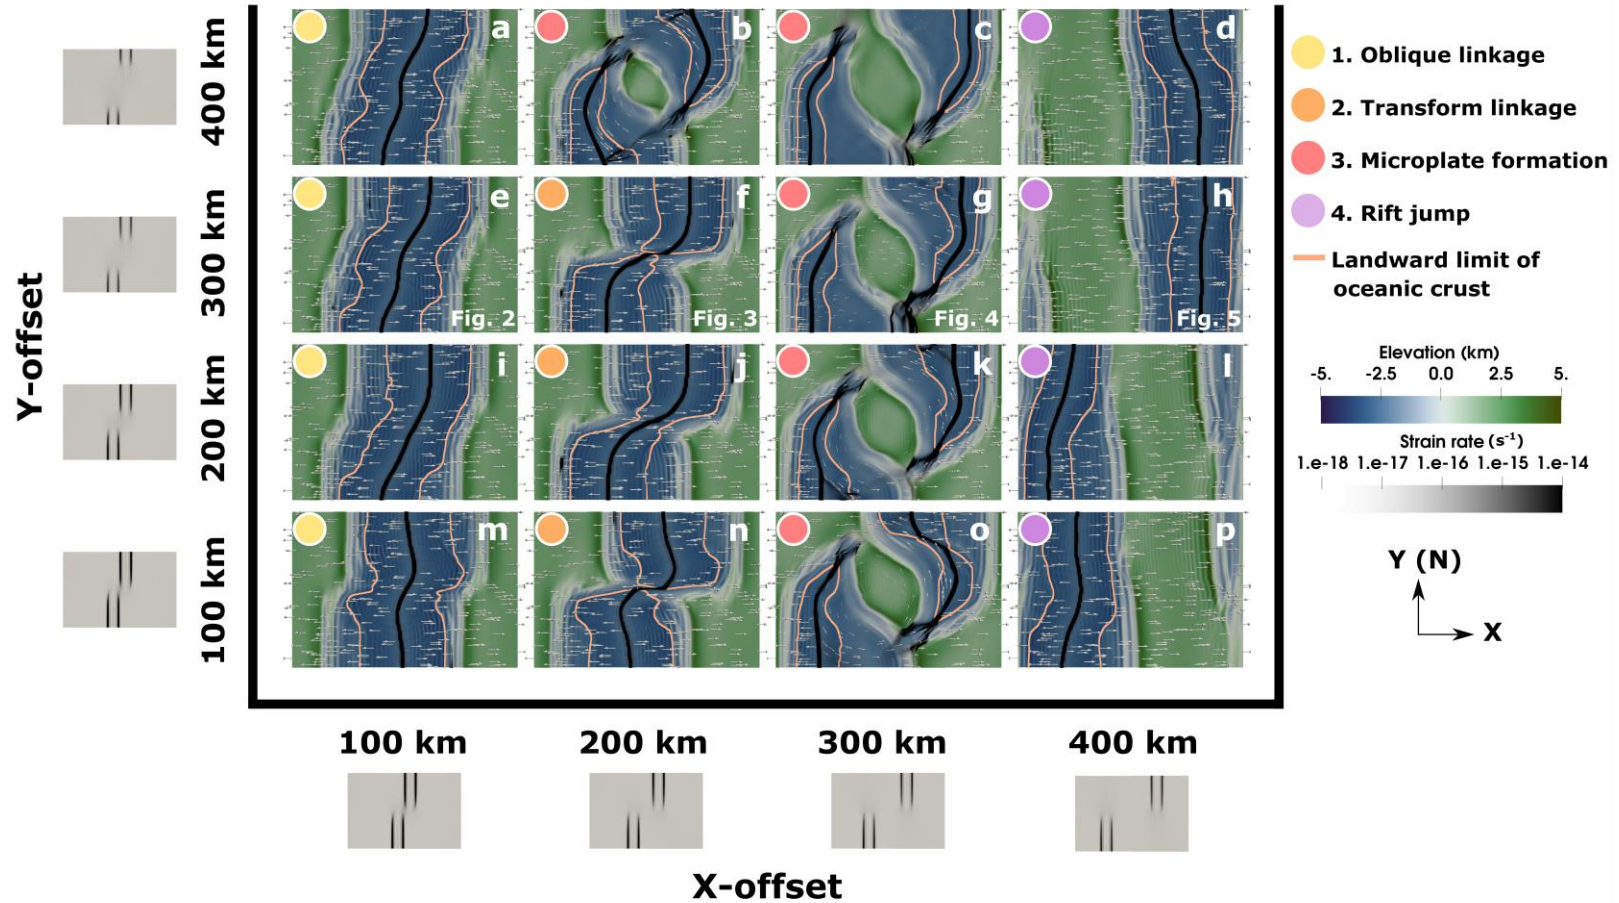 400 km
300 km
200 km
100 km
Y-offset
a
b
c
d
e
Fig. 2
f
Fig. 3
g
Fig. 4
h
Fig. 5
i
j
k
l
m
n
o
p
100 km
200 km
300 km
400 km
X-offset
1. Oblique linkage
2. Transform linkage
3. Microplate formation
4. Rift jump
Landward limit of
oceanic crust
Elevation (km)
-5. -2.5 0.0 2.5 5.
Strain rate (s⁻¹)
1.e-18 1.e-17 1.e-16 1.e-15 1.e-14
Y (N)
X